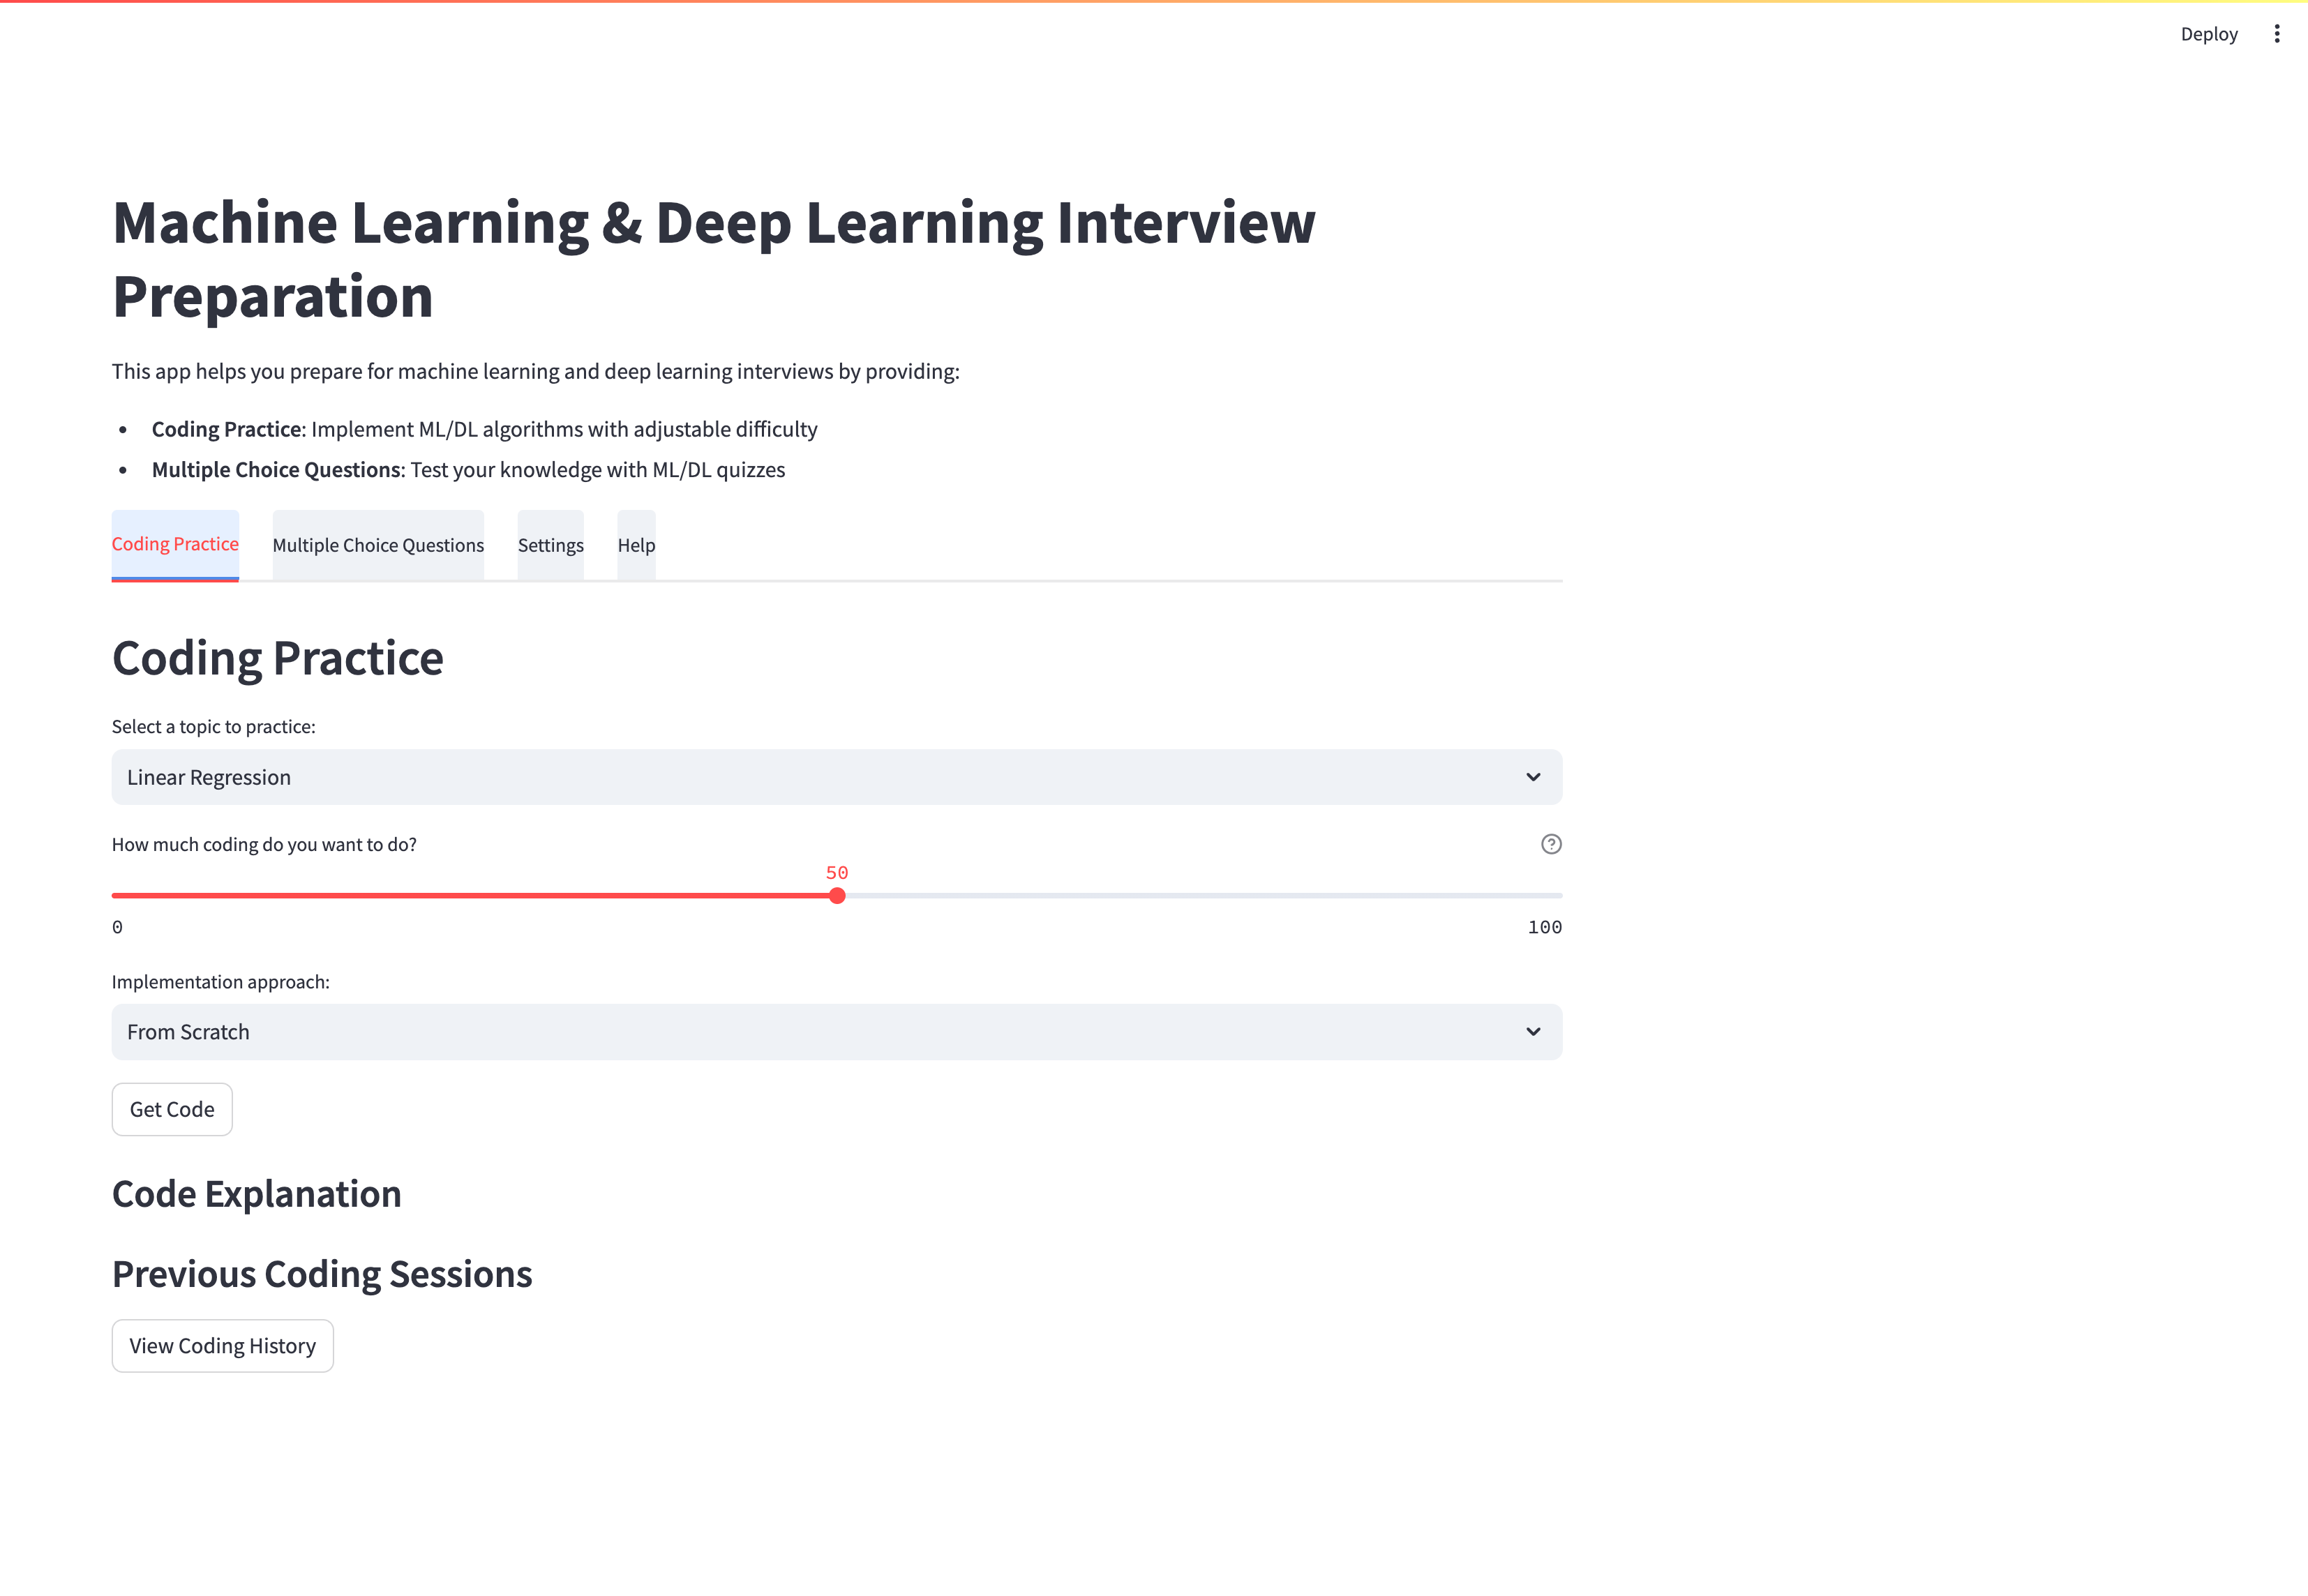 Deploy
Machine Learning & Deep Learning Interview
Preparation
This app helps you prepare for machine learning and deep learning interviews by providing:
• Coding Practice: Implement ML/DL algorithms with adjustable difficulty
• Multiple Choice Questions: Test your knowledge with ML/DL quizzes
Coding Practice Multiple Choice Questions Settings Help
Coding Practice
Select a topic to practice:
Linear Regression
How much coding do you want to do?
50
0 100
Implementation approach:
From Scratch
Get Code
Code Explanation
Previous Coding Sessions
View Coding History